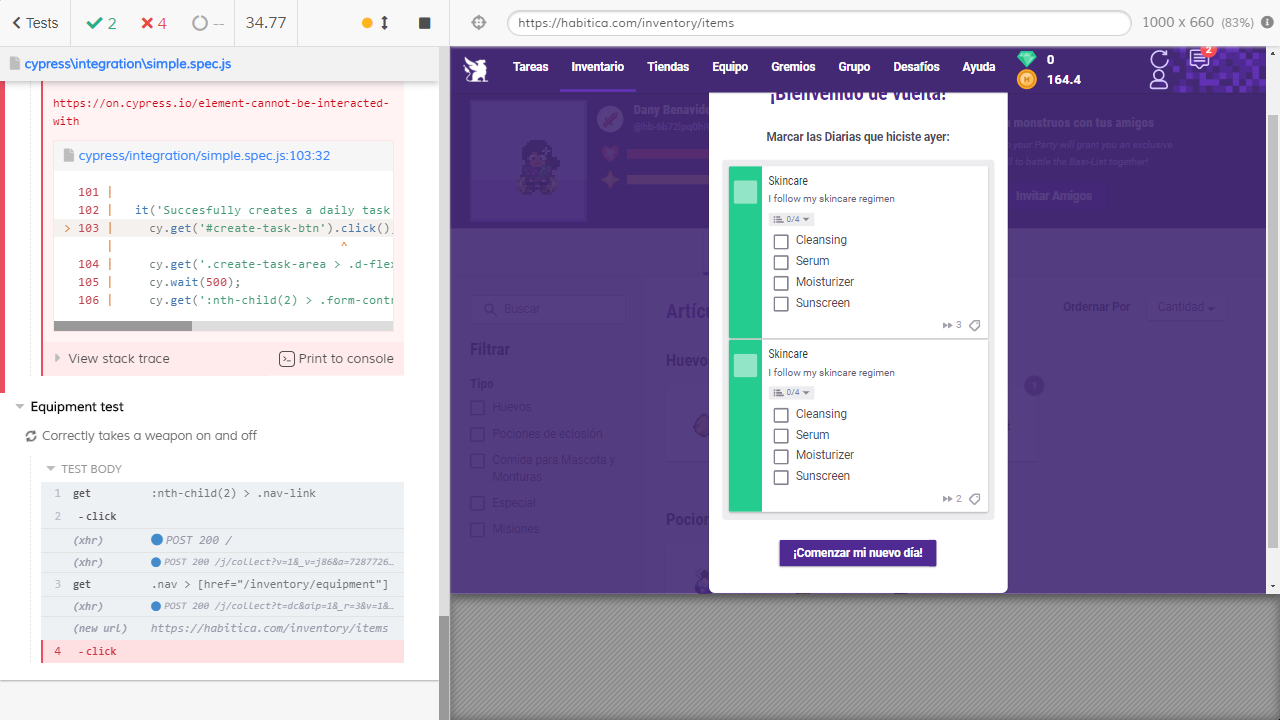 Tests
2
4
--
34.77
https://habitica.com/inventory/items
1000 x 660 (83%)
cypress\integration\simple.spec.js
https://on.cypress.io/element-cannot-be-interacted-
with
cypress/integration/simple.spec.js:103:32
101 |
102 | it('Succesfully creates a daily task
> 103 | cy.get('#create-task-btn').click()
| ^
104 | cy.get('.create-task-area > .d-flex
105 | cy.wait(500);
106 | cy.get(':nth-child(2) > .form-contr
View stack trace
Print to console
Equipment test
Correctly takes a weapon on and off
TEST BODY
1 get :nth-child(2) > .nav-link
2 -click
(xhr) POST 200 /
(xhr) POST 200 /j/collect?v=1&_v=j86&a=7287726...
3 get .nav > [href="/inventory/equipment"]
(xhr) POST 200 /j/collect?t=dc&aip=1&_r=3&v=1&...
(new url) https://habitica.com/inventory/items
4 -click
Tareas
Inventario
Tiendas
Equipo
Gremios
Grupo
Desafíos
Ayuda
0
164.4
2
Dany Benavid
monstruos con tus amigos
your Party will grant you an exclusive
to battle the Basi-List together!
Invitar Amigos
Buscar
Artíc
Ordernar Por
Cantidad
Filtrar
Huevo
Tipo
Huevos
Pociones de eclosión
Comida para Mascota y
Monturas
Especial
Misiones
Pocion
1
¡Bienvenido de vuelta!
Marcar las Diarias que hiciste ayer:
Skincare
I follow my skincare regimen
0/4
Cleansing
Serum
Moisturizer
Sunscreen
3
Skincare
I follow my skincare regimen
0/4
Cleansing
Serum
Moisturizer
Sunscreen
2
¡Comenzar mi nuevo día!